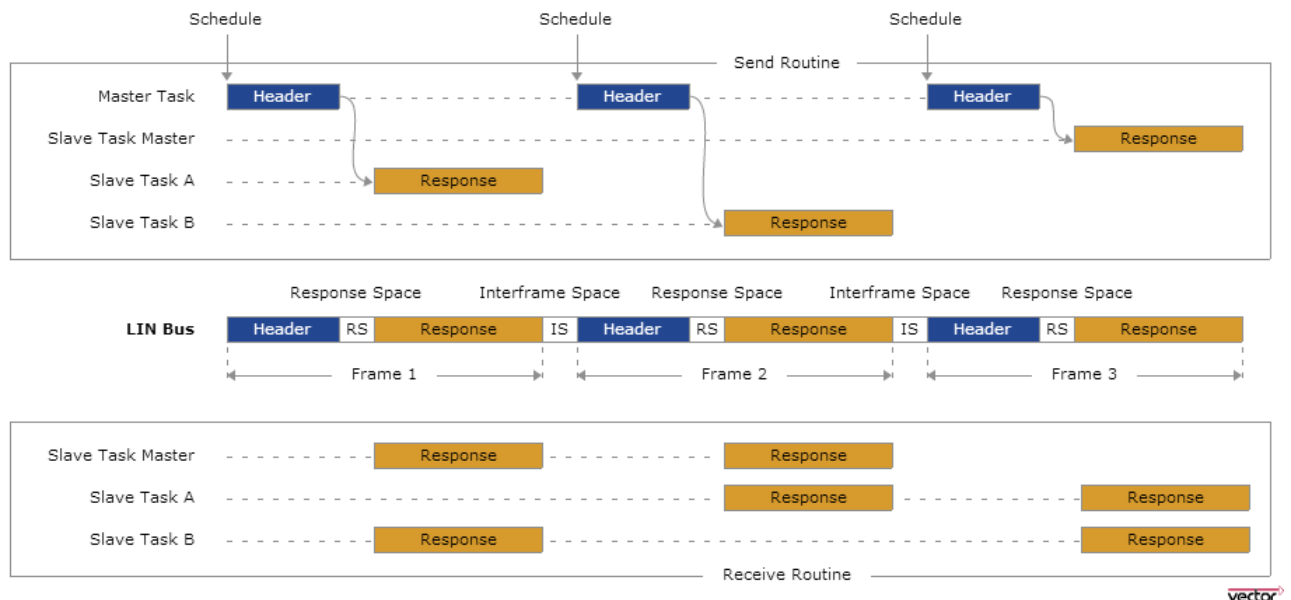 Schedule Schedule Schedule
Send Routine
Master Task Header Header Header
Slave Task Master Response
Slave Task A Response
Slave Task B Response
Response Space Interframe Space Response Space Interframe Space Response Space
LIN Bus Header RS Response IS Header RS Response IS Header RS Response
Frame 1 Frame 2 Frame 3
Slave Task Master Response Response
Slave Task A Response Response
Slave Task B Response Response
Receive Routine
vector